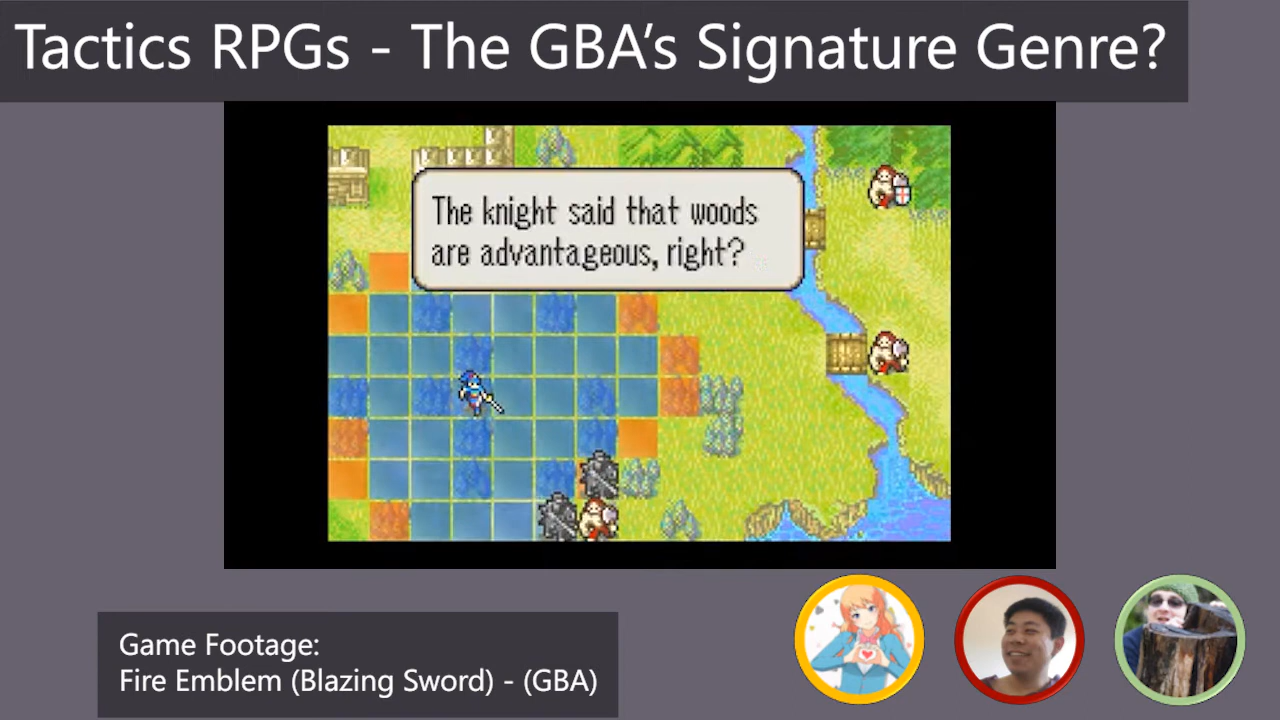 Tactics RPGs - The GBA's Signature Genre?
The knight said that woods
are advantageous, right?
Game Footage:
Fire Emblem (Blazing Sword) - (GBA)